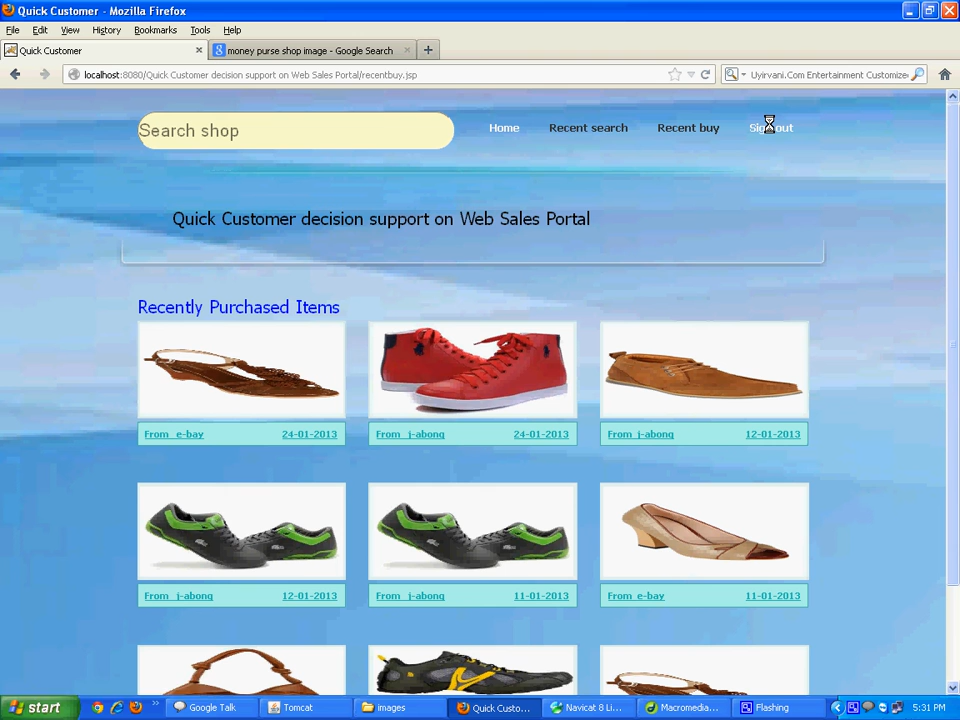 Quick Customer - Mozilla Firefox
File Edit View History Bookmarks Tools Help
Quick Customer
money purse shop image - Google Search
localhost:8080/Quick Customer decision support on Web Sales Portal/recentbuy.jsp
Uyirvani.Com Entertainment Customize
Search shop
Home Recent search Recent buy
Quick Customer decision support on Web Sales Portal
Recently Purchased Items
From e-bay 24-01-2013
From j-abong 24-01-2013
From j-abong 12-01-2013
From j-abong 12-01-2013
From j-abong 11-01-2013
From e-bay 11-01-2013
start
Google Talk
Tomcat
images
Quick Custo...
Navicat 8 Li...
Macromedia...
Flashing
5:31 PM